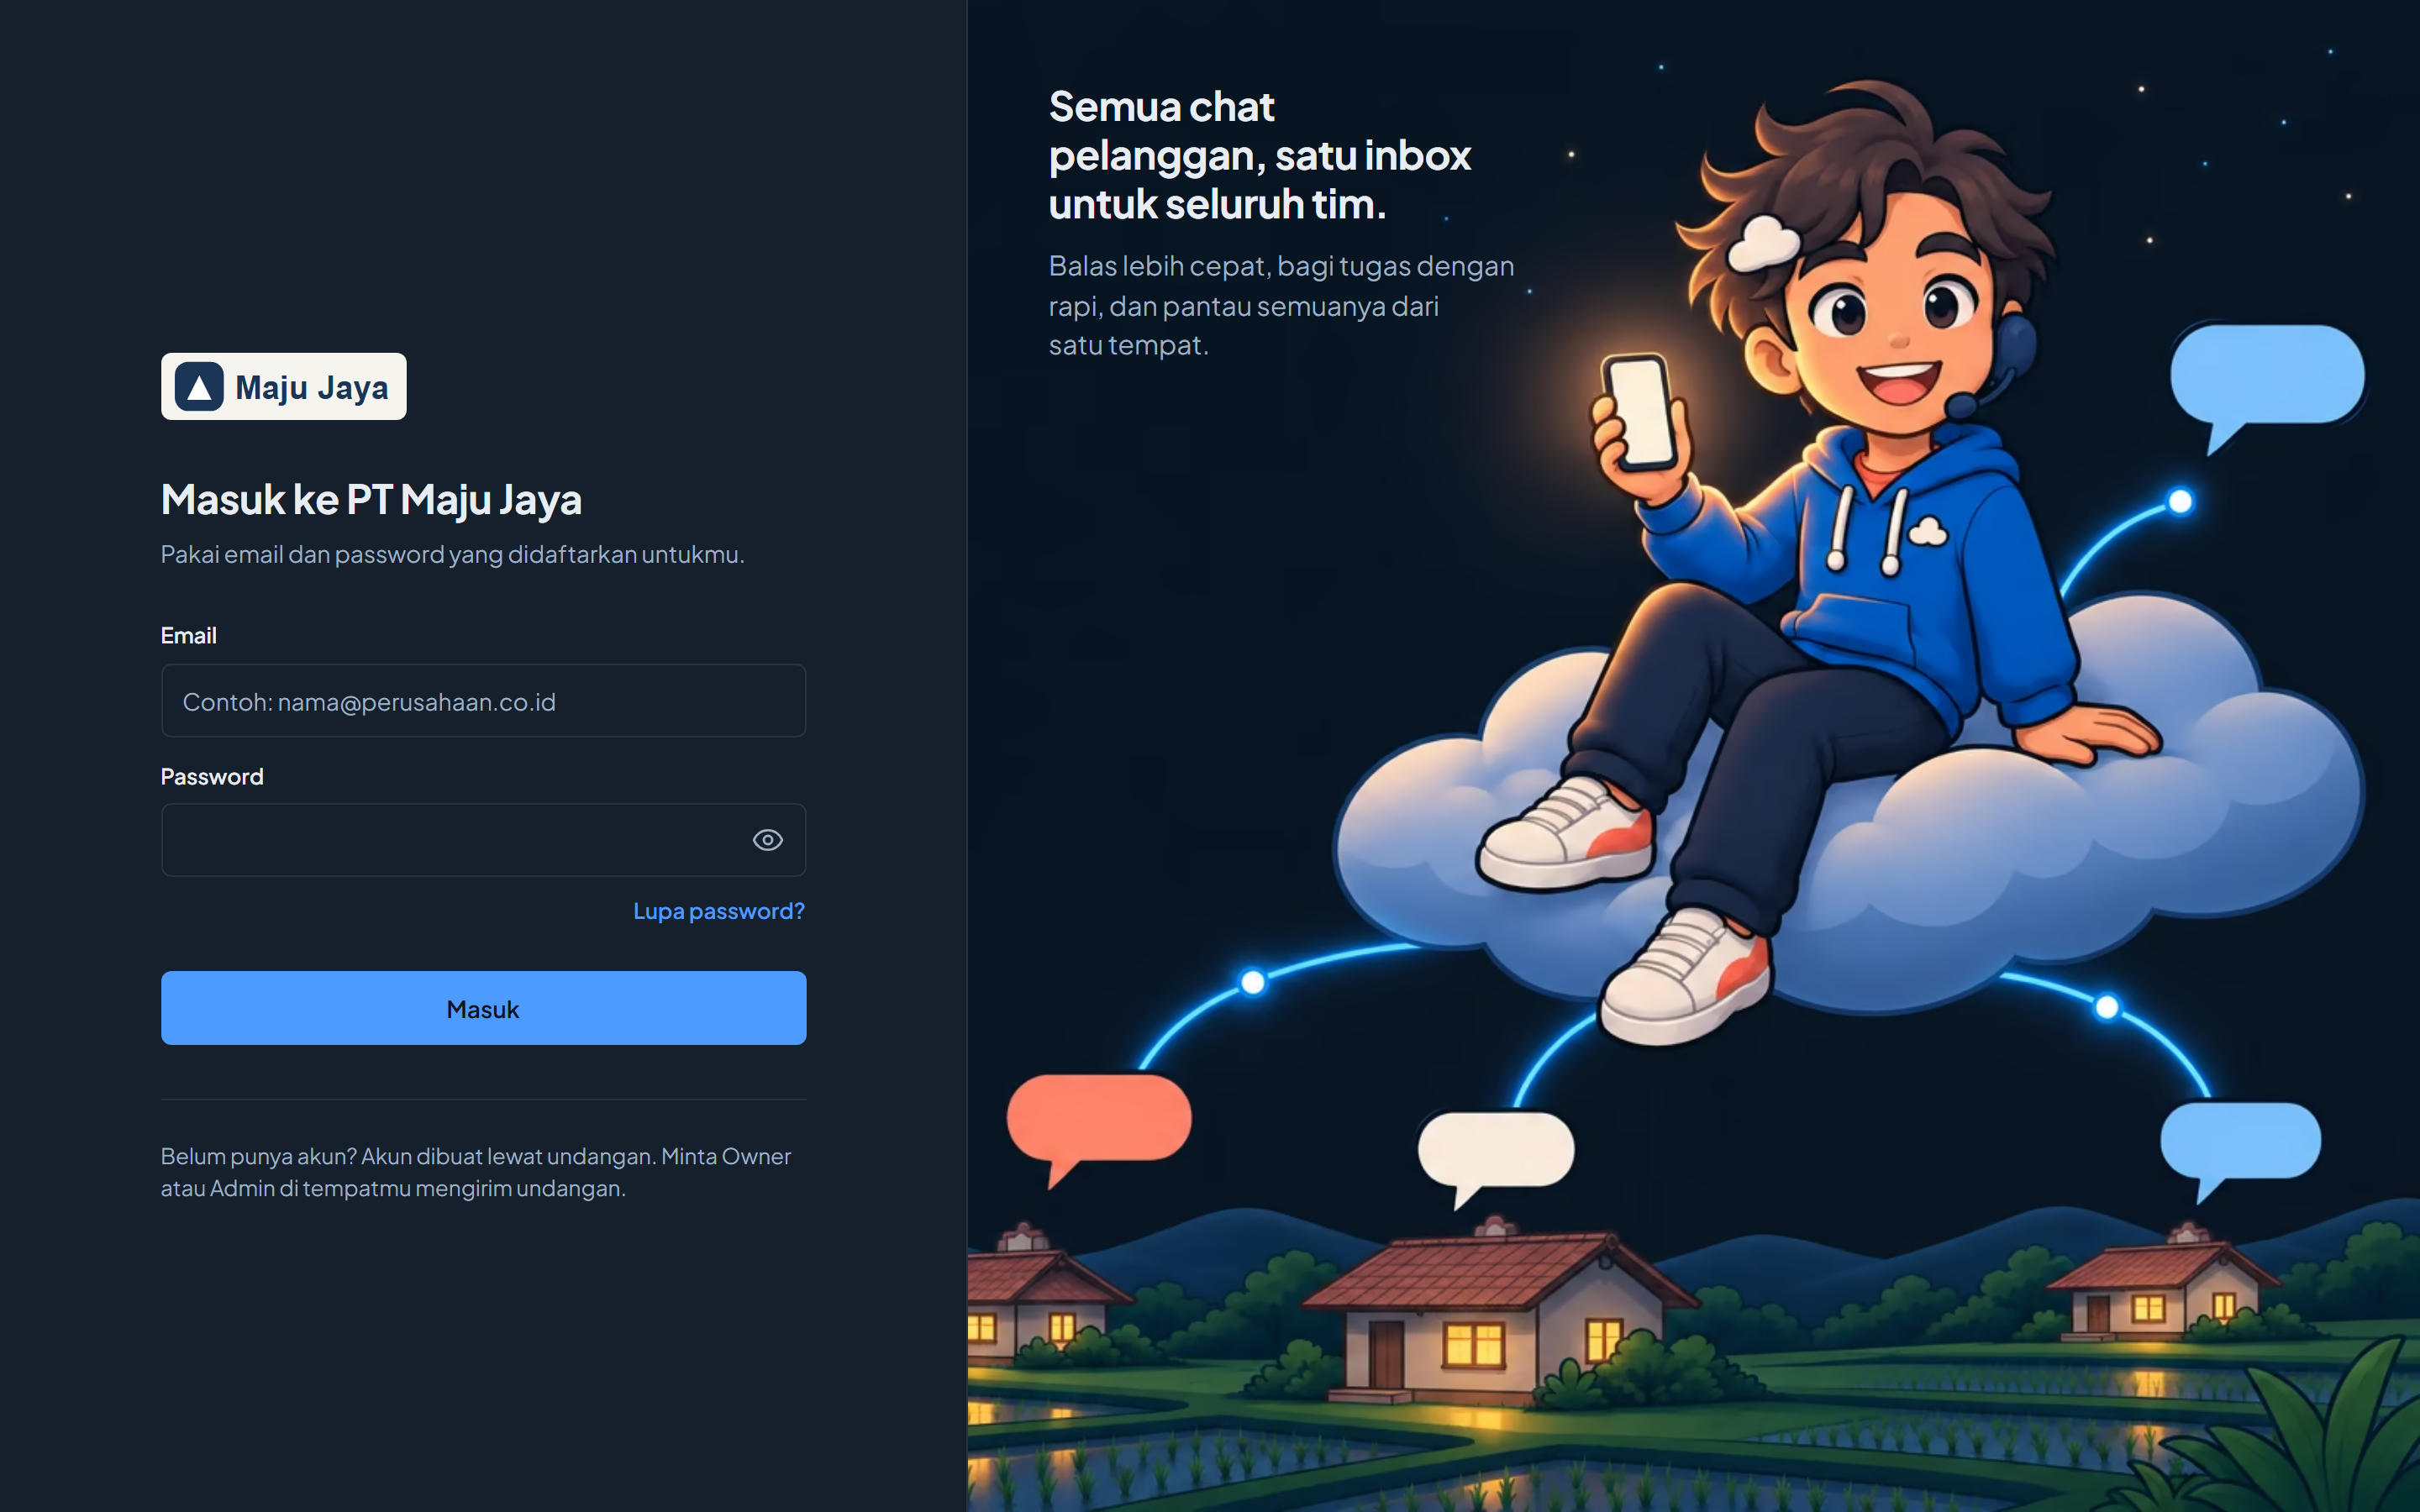 Maju Jaya
Masuk ke PT Maju Jaya
Pakai email dan password yang didaftarkan untukmu.
Email
Contoh: nama@perusahaan.co.id
Password
Lupa password?
Masuk
Belum punya akun? Akun dibuat lewat undangan. Minta Owner
atau Admin di tempatmu mengirim undangan.
Semua chat
pelanggan, satu inbox
untuk seluruh tim.
Balas lebih cepat, bagi tugas dengan
rapi, dan pantau semuanya dari
satu tempat.